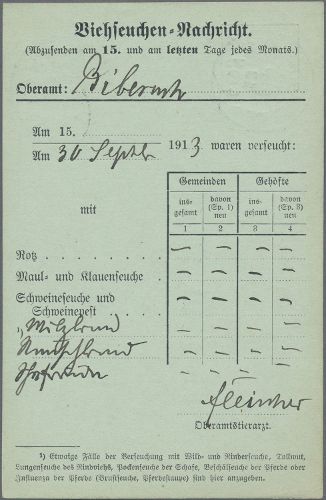 Viehseuchen-Nachricht.
(Abzusenden am 15. und am letzten Tage jedes Monats.)
Oberamt: Biberach
Am 15.
Am 30 Septbr 1913 waren verseucht:
mit
Gemeinden Gehöfte
ins-gesamt davon (Sp. 1) neu ins-gesamt davon (Sp. 3) neu
1 2 3 4
Rotz — — — —
Maul- und Klauenseuche — — — —
Schweineseuche und
Schweinepest — — — —
Milzbrand — — — —
Rauschbrand — — — —
Schafräude — — — —
Oberamtstierarzt.
¹) Etwaige Fälle der Verseuchung mit Wild- und Rinderseuche, Tollwut,
Lungenseuche des Rindviehs, Pockenseuche der Schafe, Beschälseuche der Pferde oder
Influenza der Pferde (Brustseuche, Pferdestaupe) sind hier anzugeben.